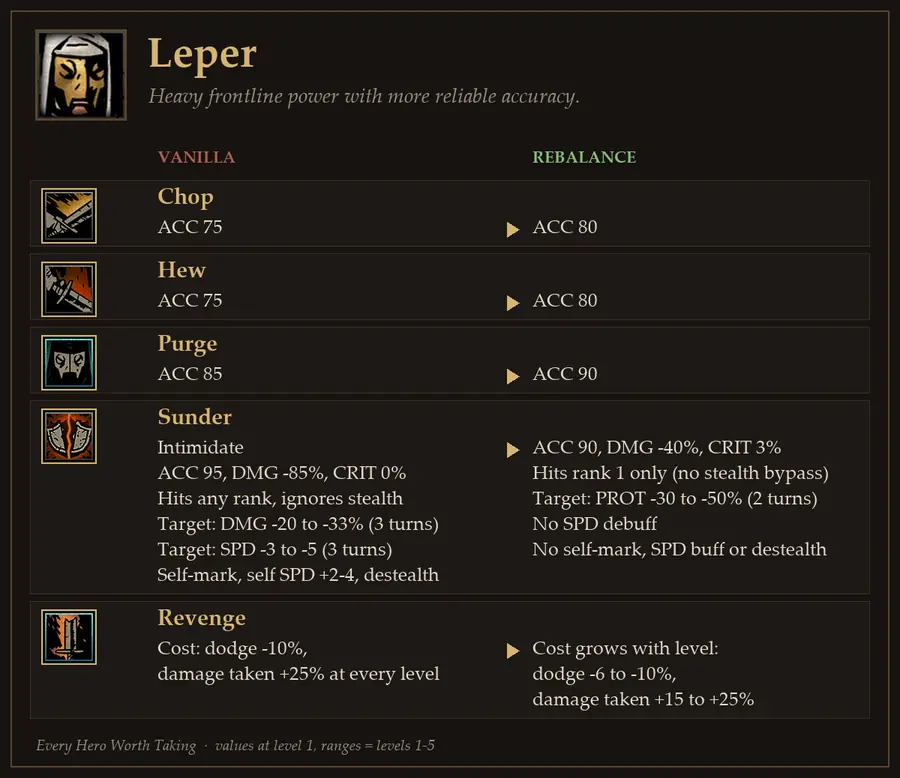 Leper
Heavy frontline power with more reliable accuracy.
VANILLA
REBALANCE
Chop
ACC 75
▶ ACC 80
Hew
ACC 75
▶ ACC 80
Purge
ACC 85
▶ ACC 90
Sunder
Intimidate
ACC 95, DMG -85%, CRIT 0%
Hits any rank, ignores stealth
Target: DMG -20 to -33% (3 turns)
Target: SPD -3 to -5 (3 turns)
Self-mark, self SPD +2-4, destealth
▶ ACC 90, DMG -40%, CRIT 3%
Hits rank 1 only (no stealth bypass)
Target: PROT -30 to -50% (2 turns)
No SPD debuff
No self-mark, SPD buff or destealth
Revenge
Cost: dodge -10%,
damage taken +25% at every level
▶ Cost grows with level:
dodge -6 to -10%,
damage taken +15 to +25%
Every Hero Worth Taking · values at level 1, ranges = levels 1-5